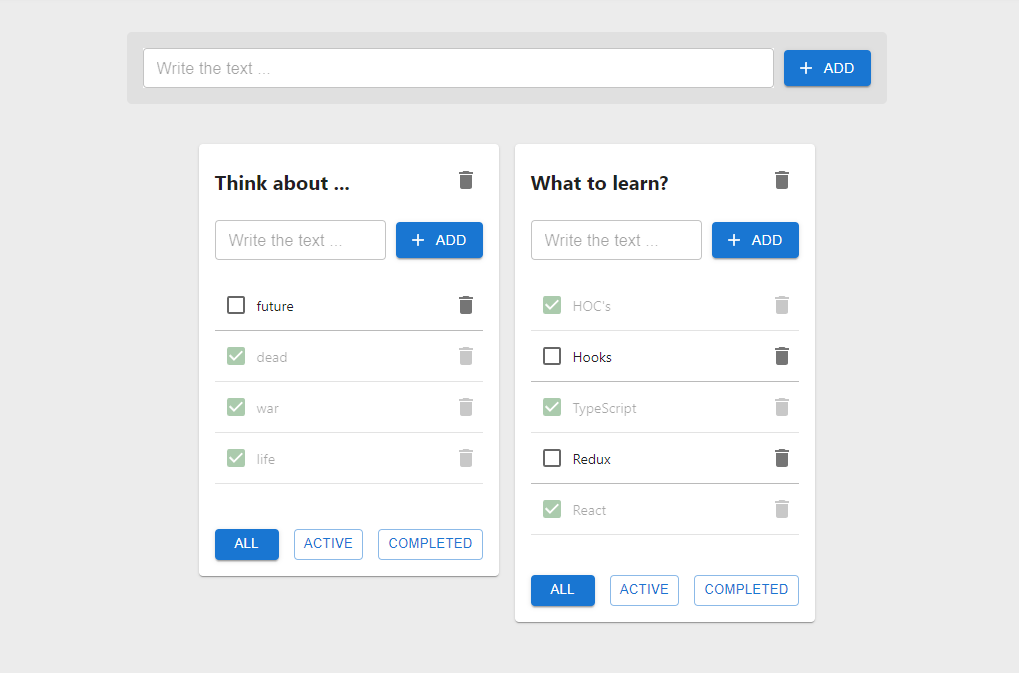 Write the text ...
ADD
Think about ...
Write the text ...
ADD
future
dead
war
life
ALL ACTIVE COMPLETED
What to learn?
Write the text ...
ADD
HOC's
Hooks
TypeScript
Redux
React
ALL ACTIVE COMPLETED